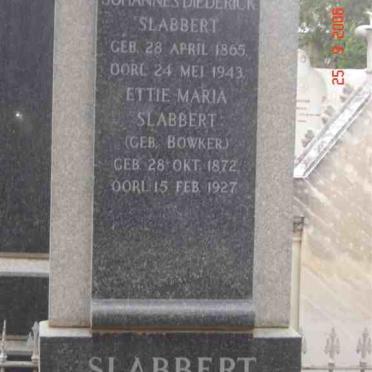 JOHANNES DIEDERICK
SLABBERT
GEB. 28 APRIL 1865
OORL. 24 MEI 1943
ETTIE MARIA
SLABBERT
(GEB. BOWKER)
GEB. 28 OKT. 1872
OORL. 15 FEB. 1927
SLABBERT
25 9 2006